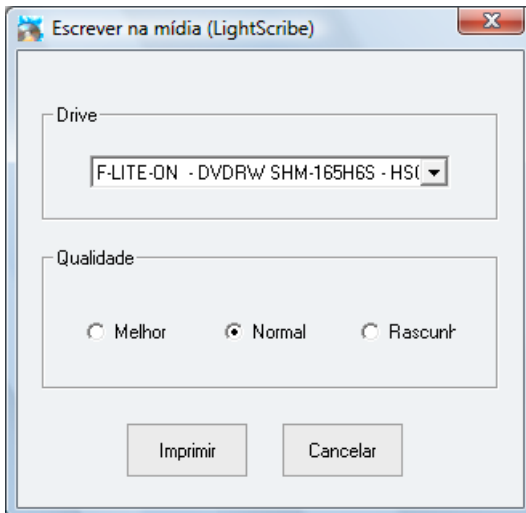 Escrever na mídia (LightScribe)
Drive
F-LITE-ON - DVDRW SHM-165H6S - HS(
Qualidade
Melhor Normal Rascunh
Imprimir Cancelar